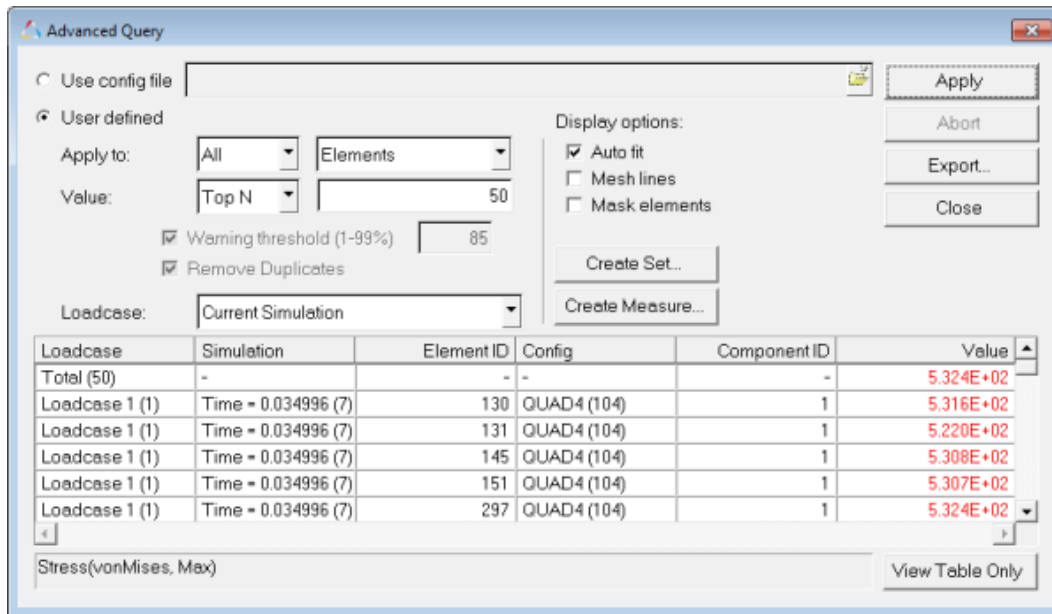 Advanced Query
Use config file
Apply
User defined
Display options:
Abort
Apply to: All Elements
Auto fit
Export...
Value: Top N 50
Mesh lines
Mask elements
Close
Warning threshold (1-99%) 85
Remove Duplicates
Create Set...
Loadcase: Current Simulation
Create Measure...
Loadcase Simulation Element ID Config Component ID Value
Total (50) - - - - 5.324E+02
Loadcase 1 (1) Time = 0.034996 (7) 130 QUAD4 (104) 1 5.316E+02
Loadcase 1 (1) Time = 0.034996 (7) 131 QUAD4 (104) 1 5.220E+02
Loadcase 1 (1) Time = 0.034996 (7) 145 QUAD4 (104) 1 5.308E+02
Loadcase 1 (1) Time = 0.034996 (7) 151 QUAD4 (104) 1 5.307E+02
Loadcase 1 (1) Time = 0.034996 (7) 297 QUAD4 (104) 1 5.324E+02
Stress(vonMises, Max)
View Table Only